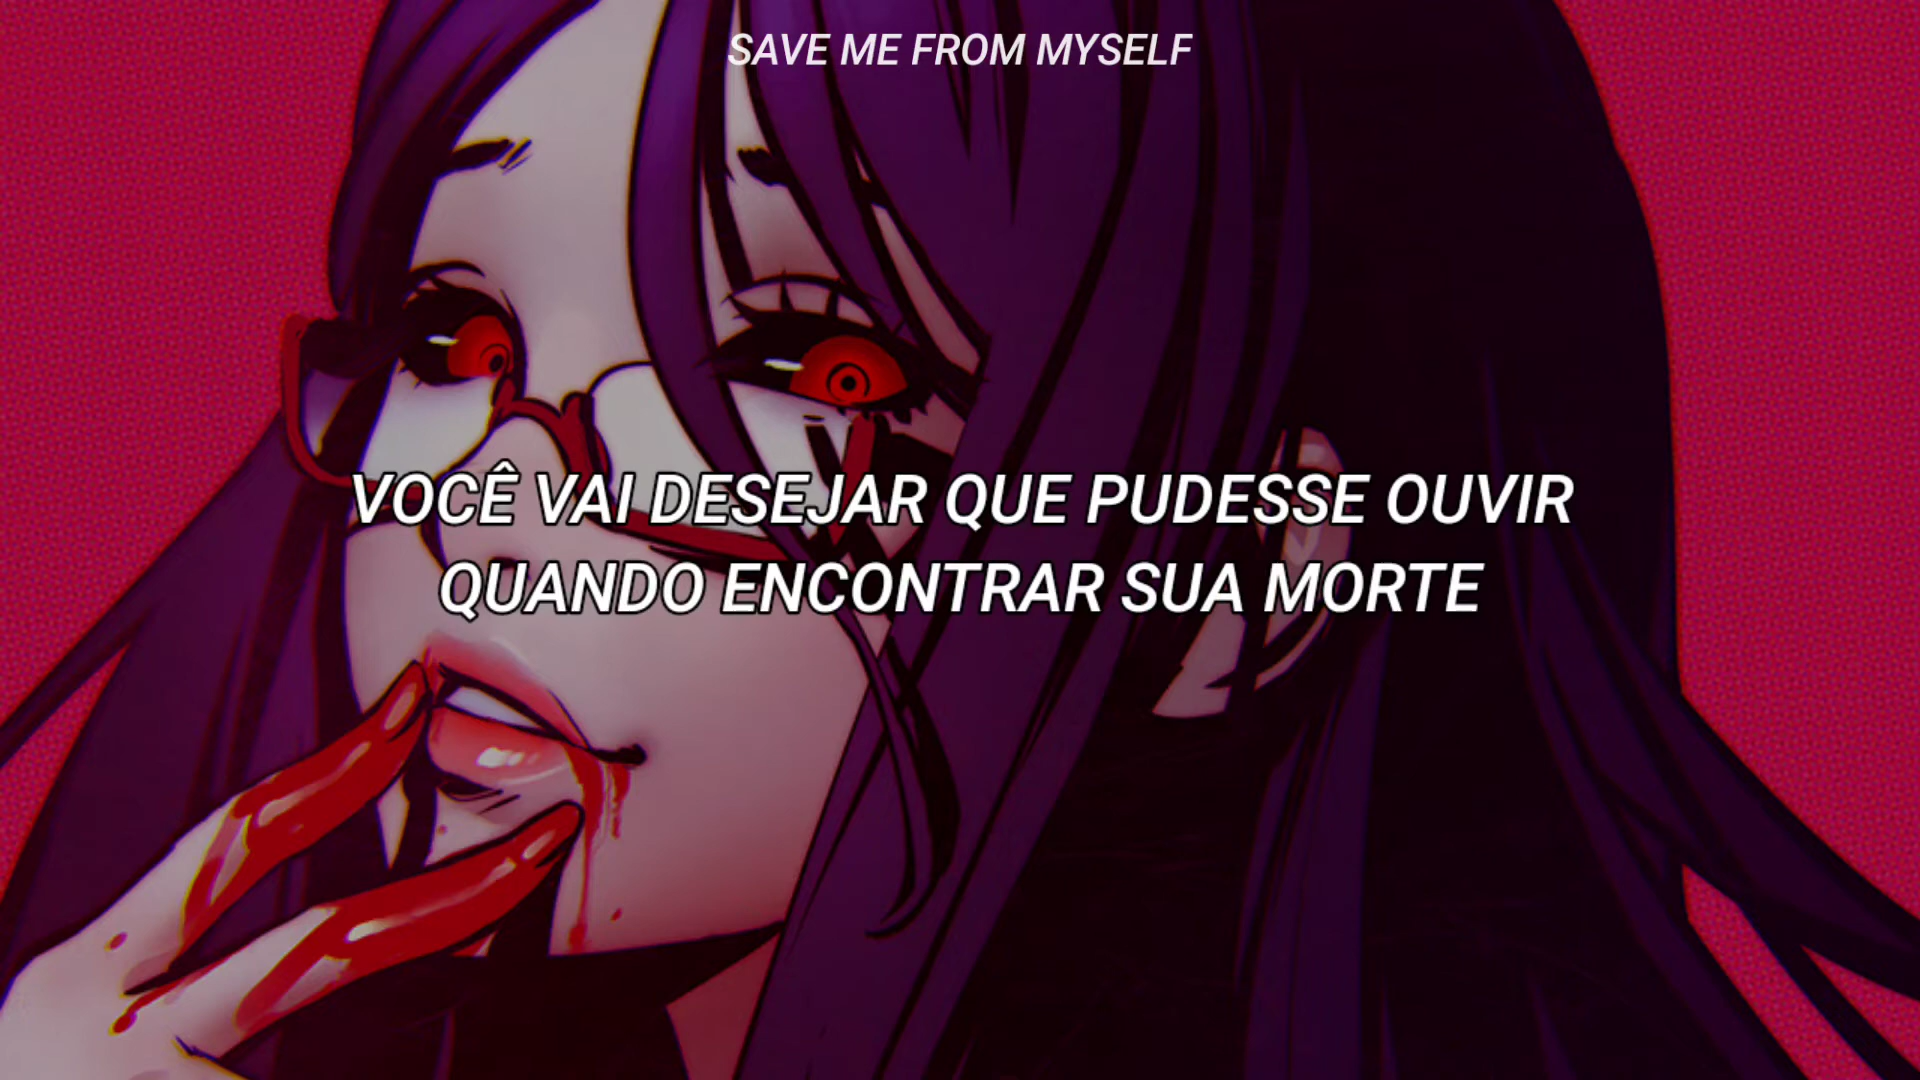 SAVE ME FROM MYSELF
VOCÊ VAI DESEJAR QUE PUDESSE OUVIR
QUANDO ENCONTRAR SUA MORTE